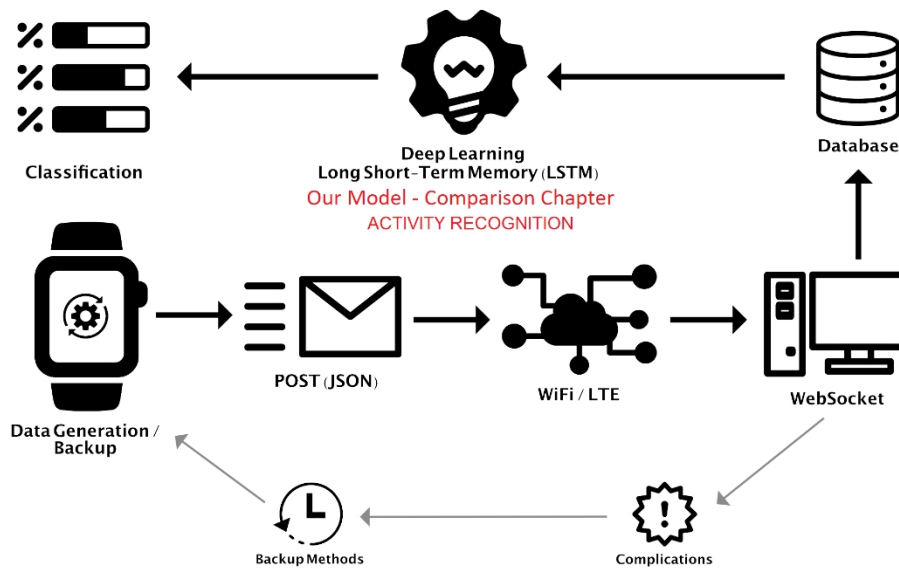 Classification
Deep Learning
Long Short-Term Memory (LSTM)
Our Model - Comparison Chapter
ACTIVITY RECOGNITION
Database
Data Generation /
Backup
POST (JSON)
WiFi / LTE
WebSocket
Backup Methods
Complications